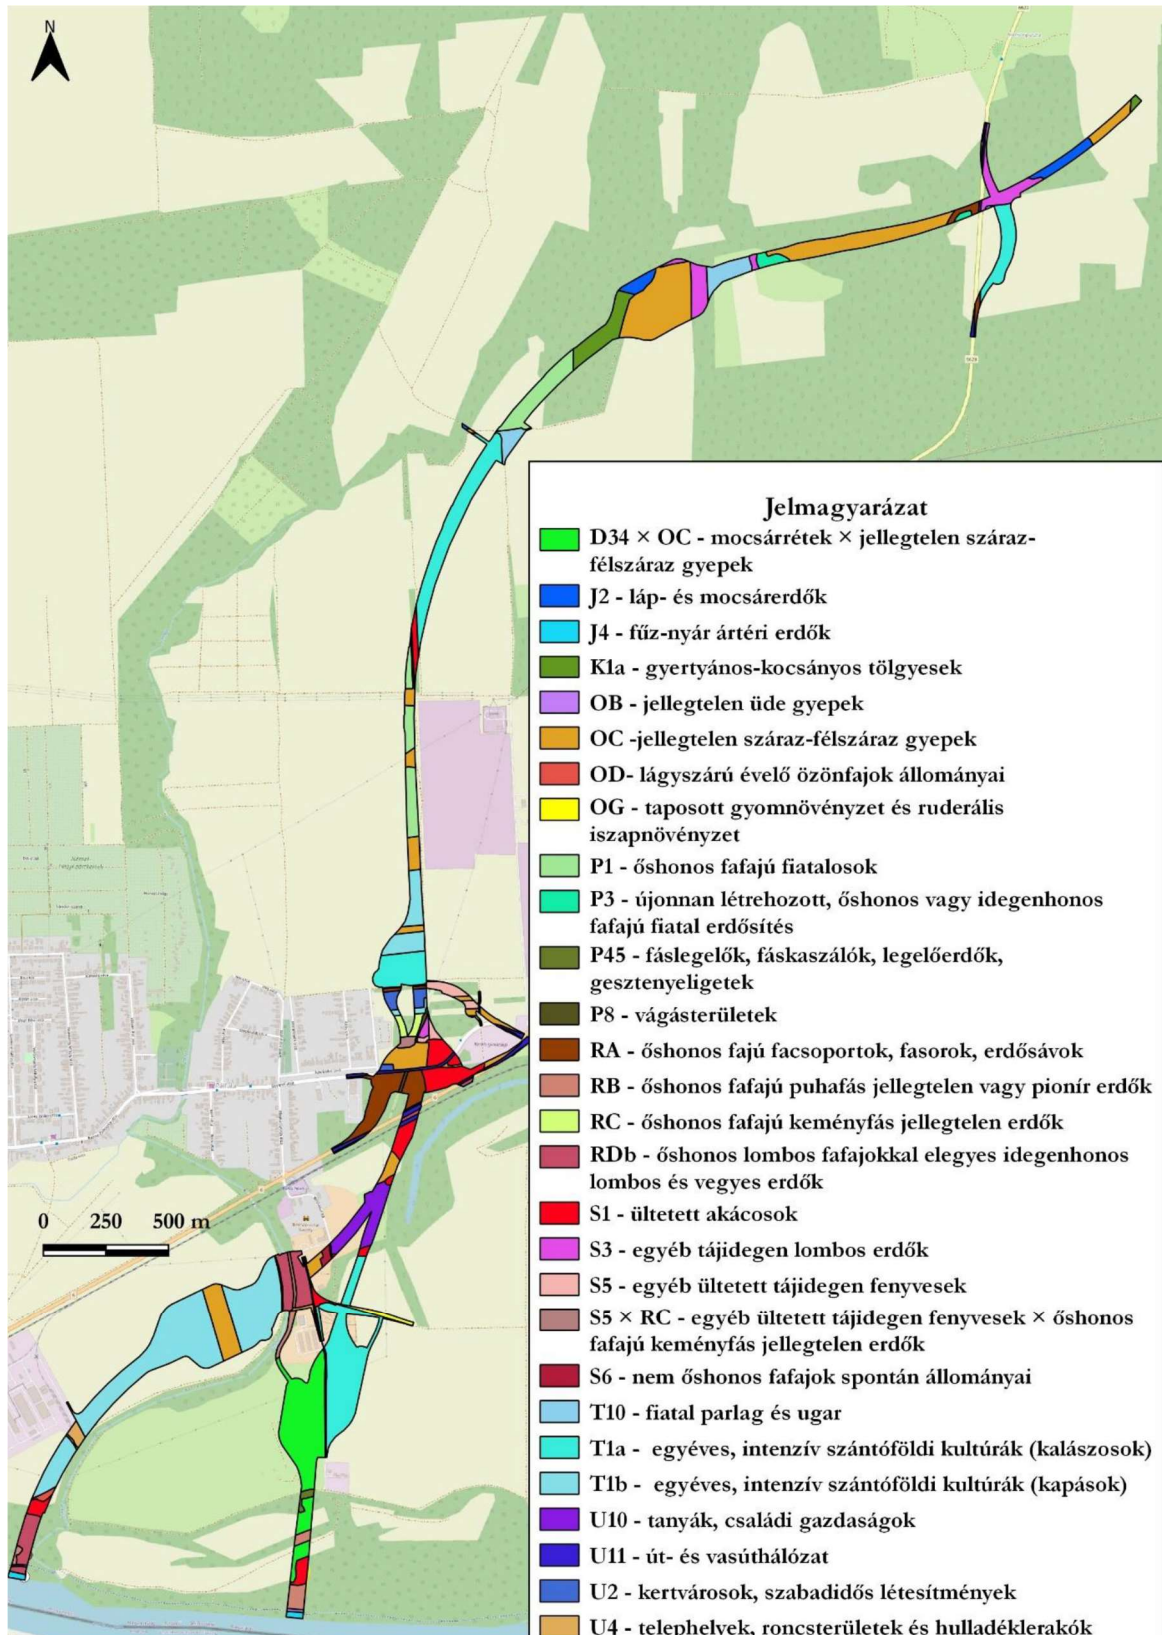 N
Jelmagyarázat
D34 × OC - mocsárrétek × jellegtelen száraz-
félszáraz gyepek
J2 - láp- és mocsárerdők
J4 - fűz-nyár ártéri erdők
K1a - gyertyános-kocsányos tölgyesek
OB - jellegtelen üde gyepek
OC -jellegtelen száraz-félszáraz gyepek
OD- lágyszárú évelő özönfajok állományai
OG - taposott gyomnövényzet és ruderális
iszapnövényzet
P1 - őshonos fafajú fiatalosok
P3 - újonnan létrehozott, őshonos vagy idegenhonos
fafajú fiatal erdősítés
P45 - fáslegelők, fáskaszálók, legelőerdők,
gesztenyeligetek
P8 - vágásterületek
RA - őshonos fajú facsoportok, fasorok, erdősávok
RB - őshonos fafajú puhafás jellegtelen vagy pionír erdők
RC - őshonos fafajú keményfás jellegtelen erdők
RDb - őshonos lombos fafajokkal elegyes idegenhonos
lombos és vegyes erdők
S1 - ültetett akácosok
S3 - egyéb tájidegen lombos erdők
S5 - egyéb ültetett tájidegen fenyvesek
S5 × RC - egyéb ültetett tájidegen fenyvesek × őshonos
fafajú keményfás jellegtelen erdők
S6 - nem őshonos fafajok spontán állományai
T10 - fiatal parlag és ugar
T1a - egyéves, intenzív szántóföldi kultúrák (kalászosok)
T1b - egyéves, intenzív szántóföldi kultúrák (kapások)
U10 - tanyák, családi gazdaságok
U11 - út- és vasúthálózat
U2 - kertvárosok, szabadidős létesítmények
U4 - telephelyek, roncsterületek és hulladéklerakók
0 250 500 m